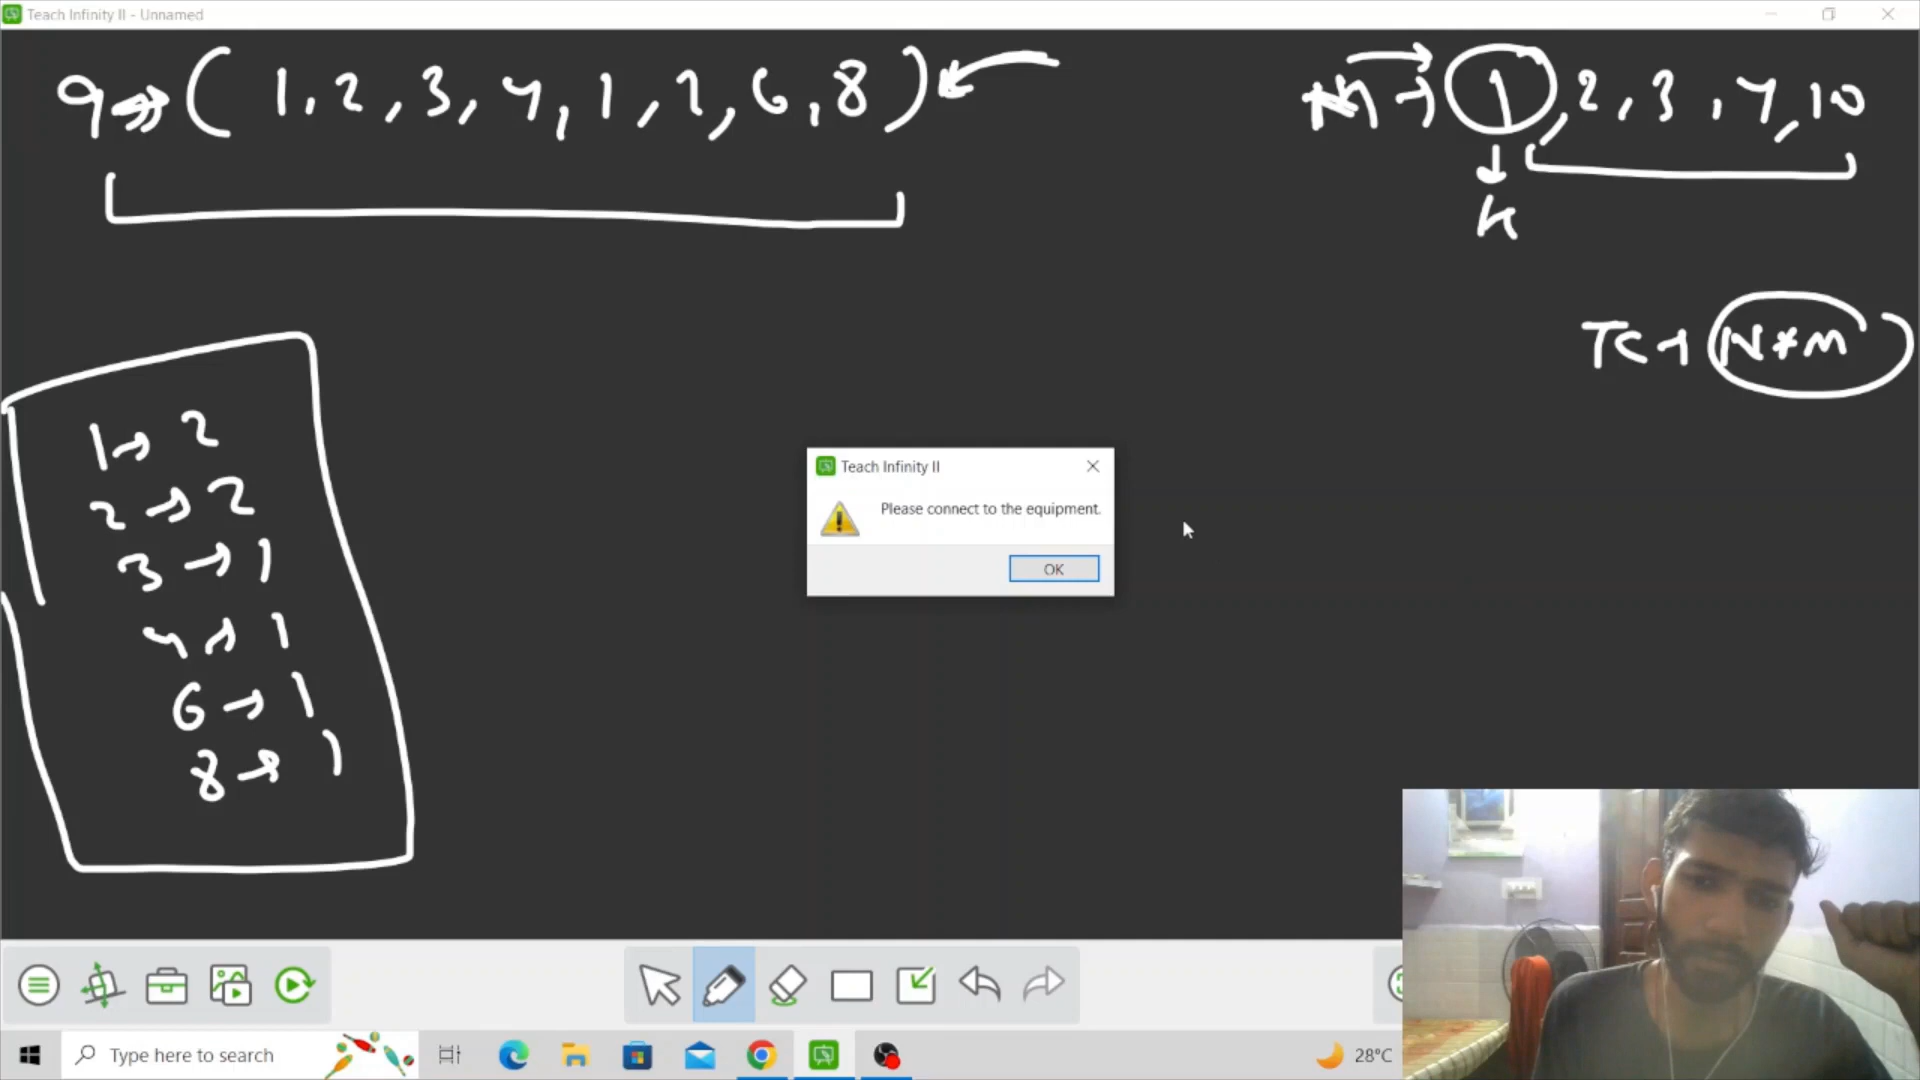 Teach Infinity II - Unnamed
a → ( 1, 2, 3, 4, 1, 2, 6, 8 )
→ 1, 2, 3, 4, 10
k
TC → N*M
1 → 2
2 → 2
3 → 1
4 → 1
6 → 1
8 → 1
Teach Infinity II
Please connect to the equipment.
OK
Type here to search
28°C